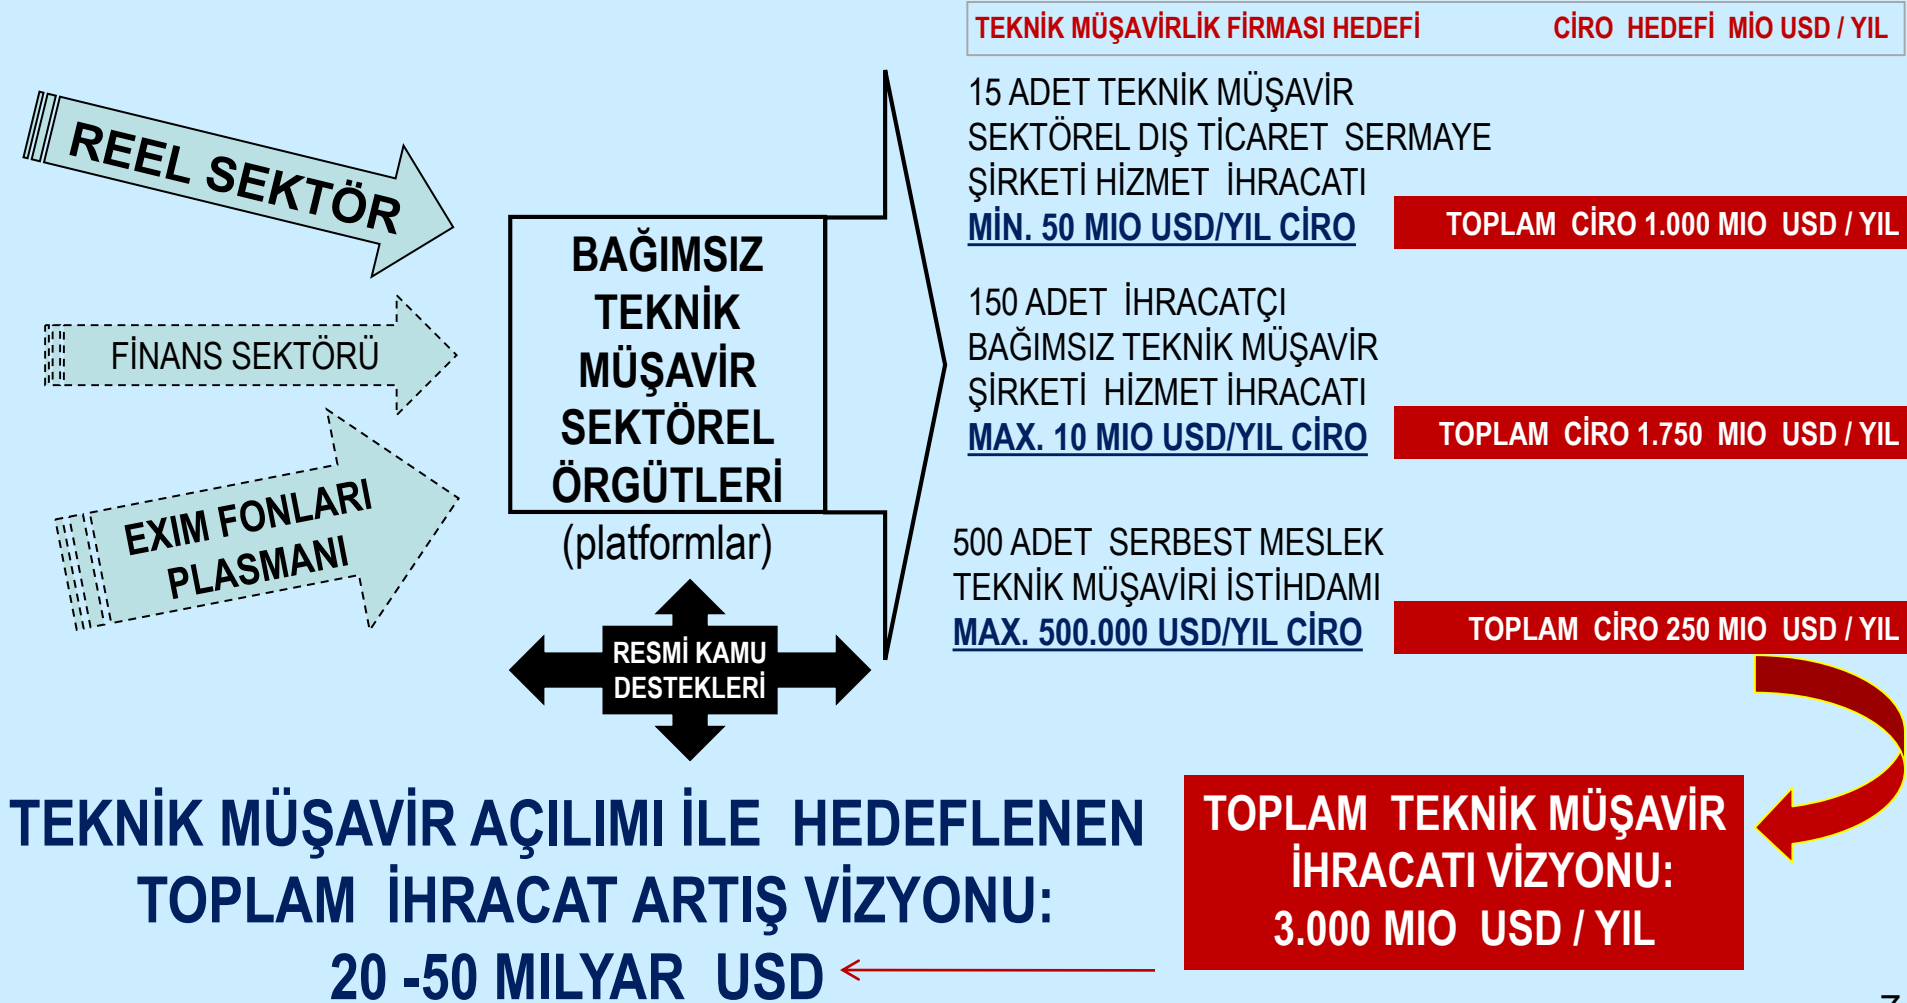 TEKNİK MÜŞAVİRLİK FİRMASI HEDEFİ CİRO HEDEFİ MİO USD / YIL
REEL SEKTÖR
FİNANS SEKTÖRÜ
EXIM FONLARI
PLASMANI
BAĞIMSIZ
TEKNİK
MÜŞAVİR
SEKTÖREL
ÖRGÜTLERİ
(platformlar)
RESMİ KAMU
DESTEKLERİ
15 ADET TEKNİK MÜŞAVİR
SEKTÖREL DIŞ TİCARET SERMAYE
ŞİRKETİ HİZMET İHRACATI
MİN. 50 MIO USD/YIL CİRO
TOPLAM CİRO 1.000 MIO USD / YIL
150 ADET İHRACATÇI
BAĞIMSIZ TEKNİK MÜŞAVİR
ŞİRKETİ HİZMET İHRACATI
MAX. 10 MIO USD/YIL CİRO
TOPLAM CİRO 1.750 MIO USD / YIL
500 ADET SERBEST MESLEK
TEKNİK MÜŞAVİRİ İSTİHDAMI
MAX. 500.000 USD/YIL CİRO
TOPLAM CİRO 250 MIO USD / YIL
TEKNİK MÜŞAVİR AÇILIMI İLE HEDEFLENEN
TOPLAM İHRACAT ARTIŞ VİZYONU:
20 -50 MILYAR USD
TOPLAM TEKNİK MÜŞAVİR
İHRACATI VİZYONU:
3.000 MIO USD / YIL